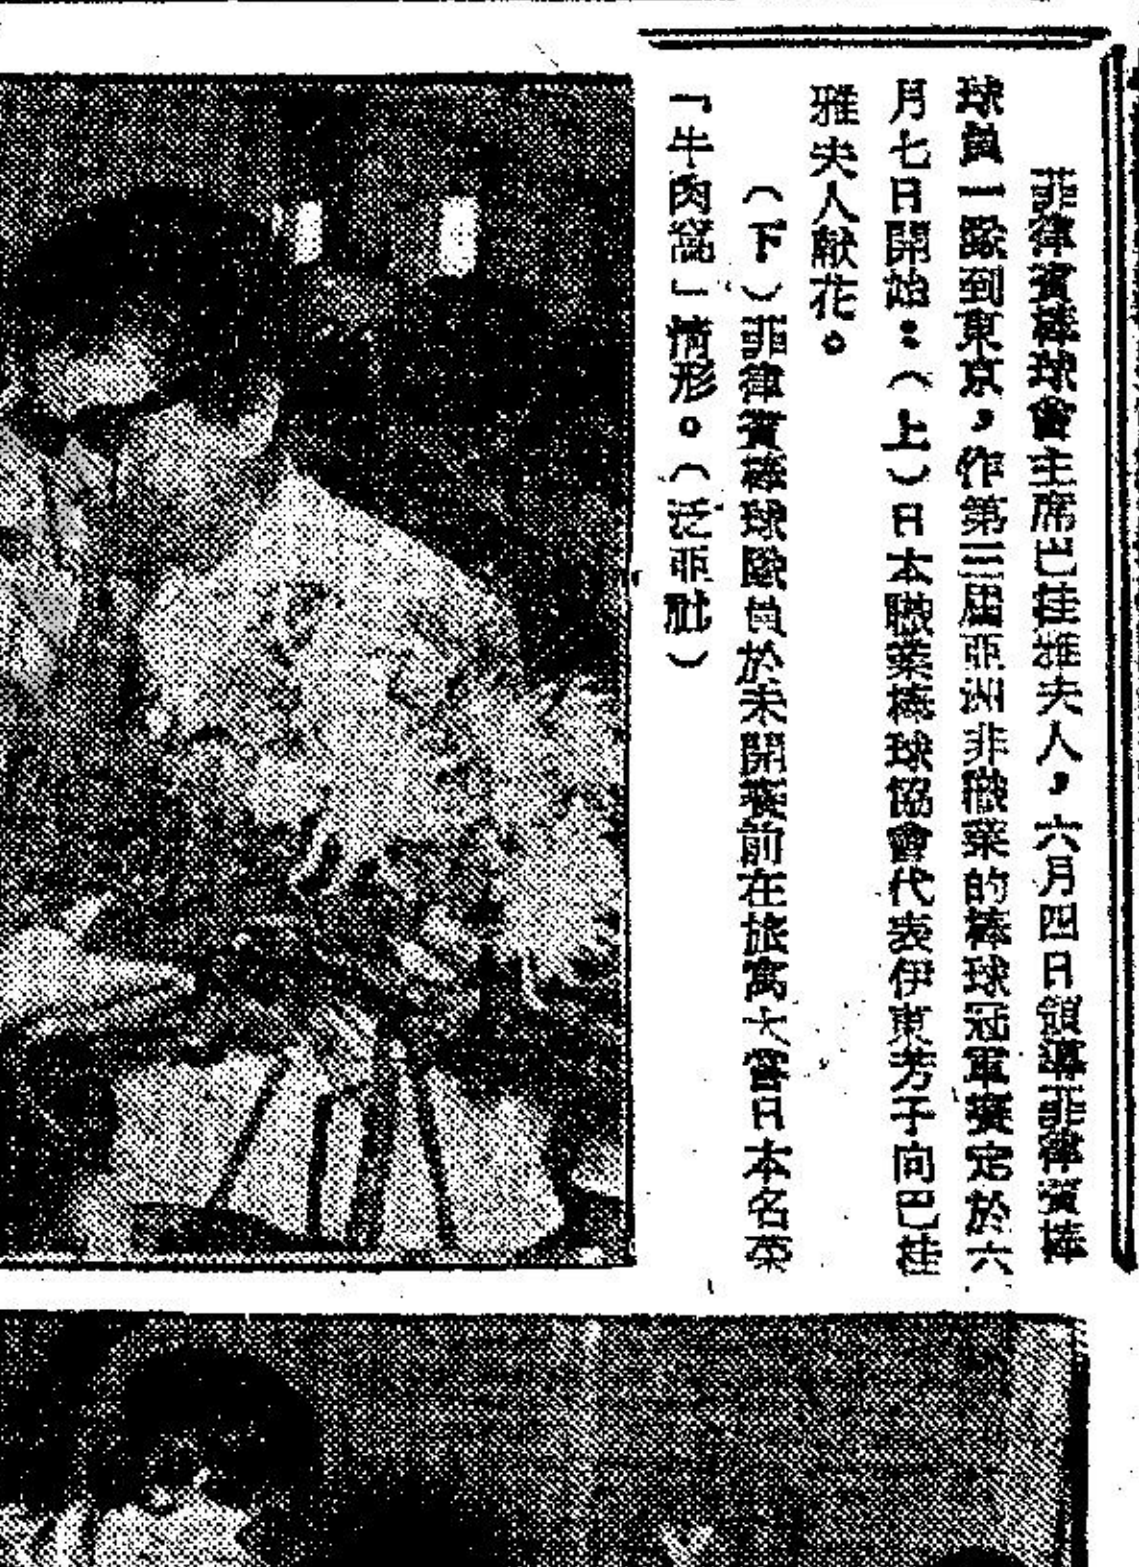 菲律賓棒球會主席巴桂雅夫人，六月四日領導菲律賓棒
球員一隊到東京，作第三屆亞洲非職業的棒球冠軍賽定於六
月七日開始：（上）日本職業棒球協會代表伊東芳子向巴桂
雅夫人献花。
（下）菲律賓棒球隊員於未開賽前在旅寓大嘗日本名菜
「牛肉窩」情形。（泛亞社）